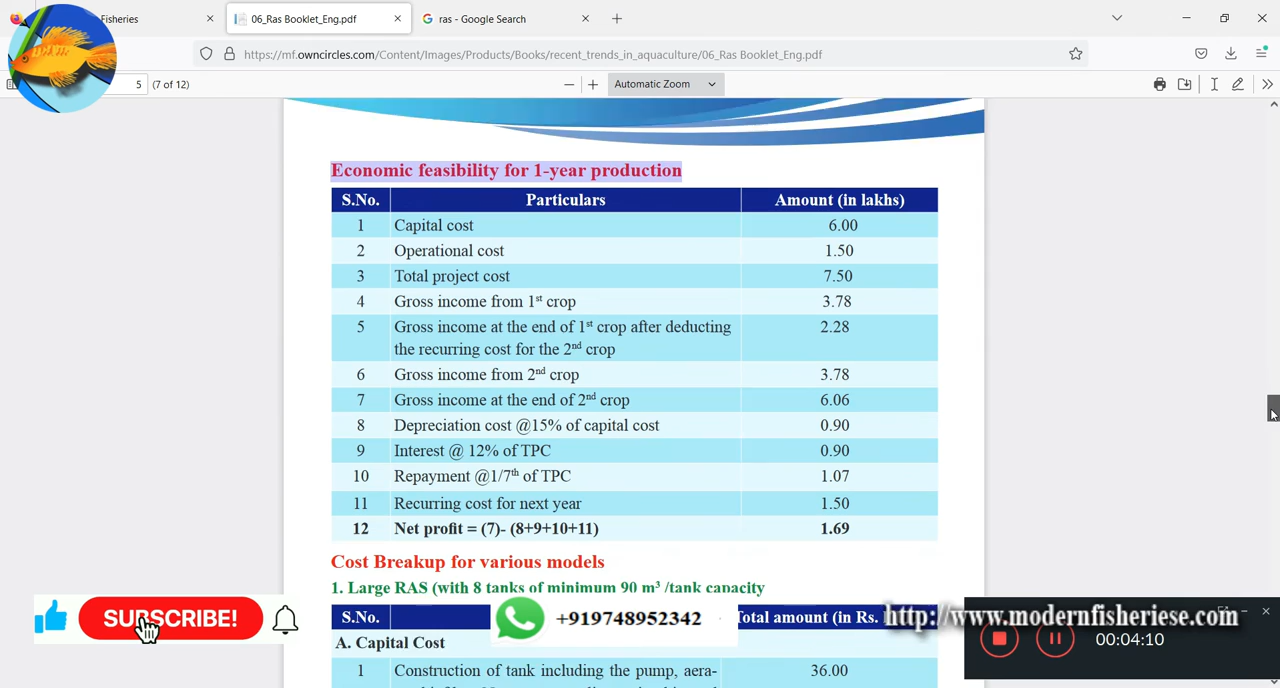 Fisheries
06_Ras Booklet_Eng.pdf
ras - Google Search
https://mf.owncircles.com/Content/Images/Products/Books/recent_trends_in_aquaculture/06_Ras Booklet_Eng.pdf
5 (7 of 12)
Automatic Zoom
Economic feasibility for 1-year production
S.No. Particulars Amount (in lakhs)
1 Capital cost 6.00
2 Operational cost 1.50
3 Total project cost 7.50
4 Gross income from 1st crop 3.78
5 Gross income at the end of 1st crop after deducting 2.28
the recurring cost for the 2nd crop
6 Gross income from 2nd crop 3.78
7 Gross income at the end of 2nd crop 6.06
8 Depreciation cost @15% of capital cost 0.90
9 Interest @ 12% of TPC 0.90
10 Repayment @1/7th of TPC 1.07
11 Recurring cost for next year 1.50
12 Net profit = (7)- (8+9+10+11) 1.69
Cost Breakup for various models
1. Large RAS (with 8 tanks of minimum 90 m³ /tank capacity
S.No. Total amount (in Rs.
SUBSCRIBE!
+919748952342
http://www.modernfisheriese.com
00:04:10
A. Capital Cost
1 Construction of tank including the pump, aera- 36.00